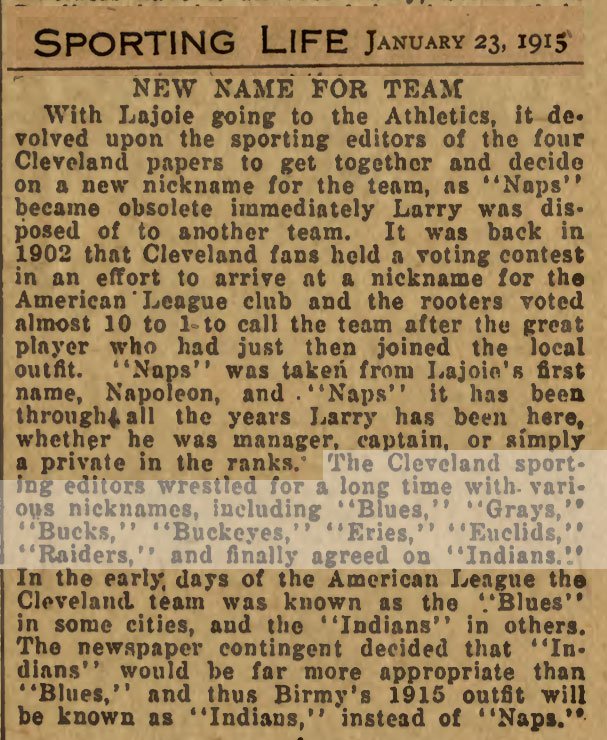 SPORTING LIFE JANUARY 23, 1915
NEW NAME FOR TEAM
With Lajoie going to the Athletics, it de-
volved upon the sporting editors of the four
Cleveland papers to get together and decide
on a new nickname for the team, as "Naps"
became obsolete immediately Larry was dis-
posed of to another team. It was back in
1902 that Cleveland fans held a voting contest
in an effort to arrive at a nickname for the
American League club and the rooters voted
almost 10 to 1 to call the team after the great
player who had just then joined the local
outfit. "Naps" was taken from Lajoie's first
name, Napoleon, and "Naps" it has been
through all the years Larry has been here,
whether he was manager, captain, or simply
a private in the ranks. The Cleveland sport-
ing editors wrestled for a long time with vari-
ous nicknames, including "Blues," "Grays,"
"Bucks," "Buckeyes," "Eries," "Euclids,"
"Raiders," and finally agreed on "Indians."
In the early days of the American League the
Cleveland team was known as the "Blues"
in some cities, and the "Indians" in others.
The newspaper contingent decided that "In-
dians" would be far more appropriate than
"Blues," and thus Birmy's 1915 outfit will
be known as "Indians," instead of "Naps."